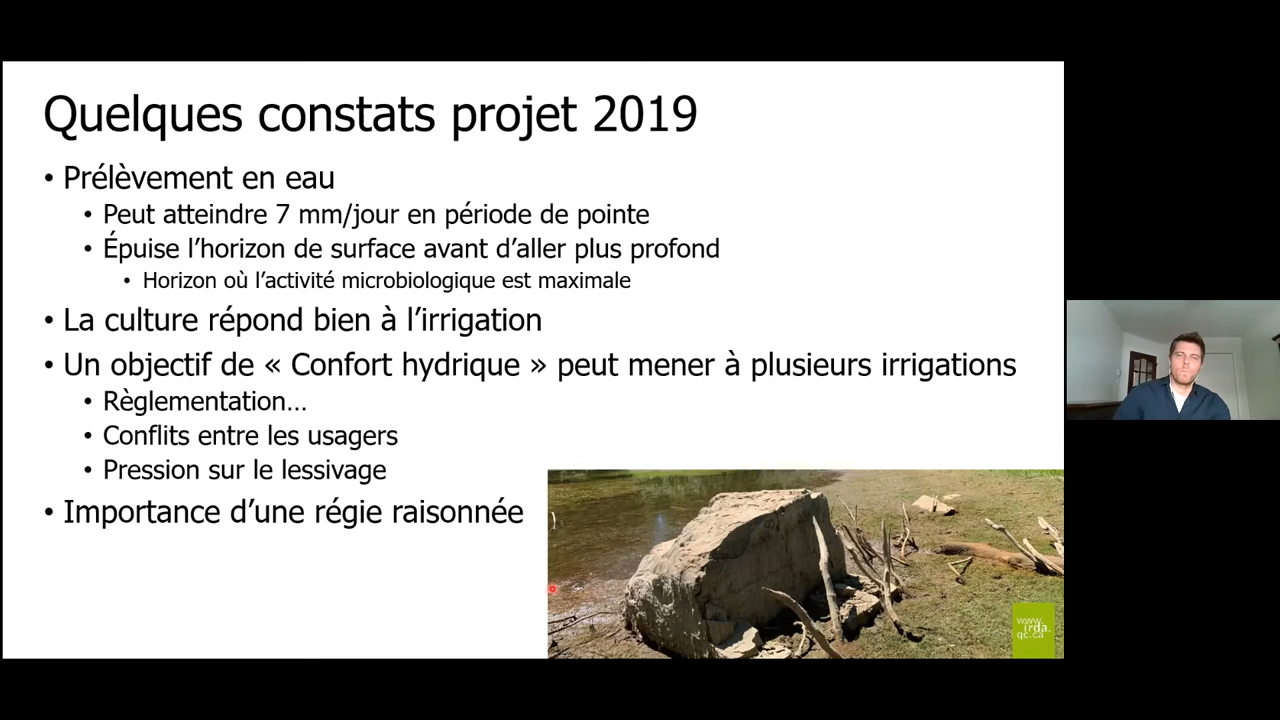 Quelques constats projet 2019
• Prélèvement en eau
• Peut atteindre 7 mm/jour en période de pointe
• Épuise l’horizon de surface avant d’aller plus profond
• Horizon où l’activité microbiologique est maximale
• La culture répond bien à l’irrigation
• Un objectif de « Confort hydrique » peut mener à plusieurs irrigations
• Règlementation…
• Conflits entre les usagers
• Pression sur le lessivage
• Importance d’une régie raisonnée
www.
irda.
qc.ca